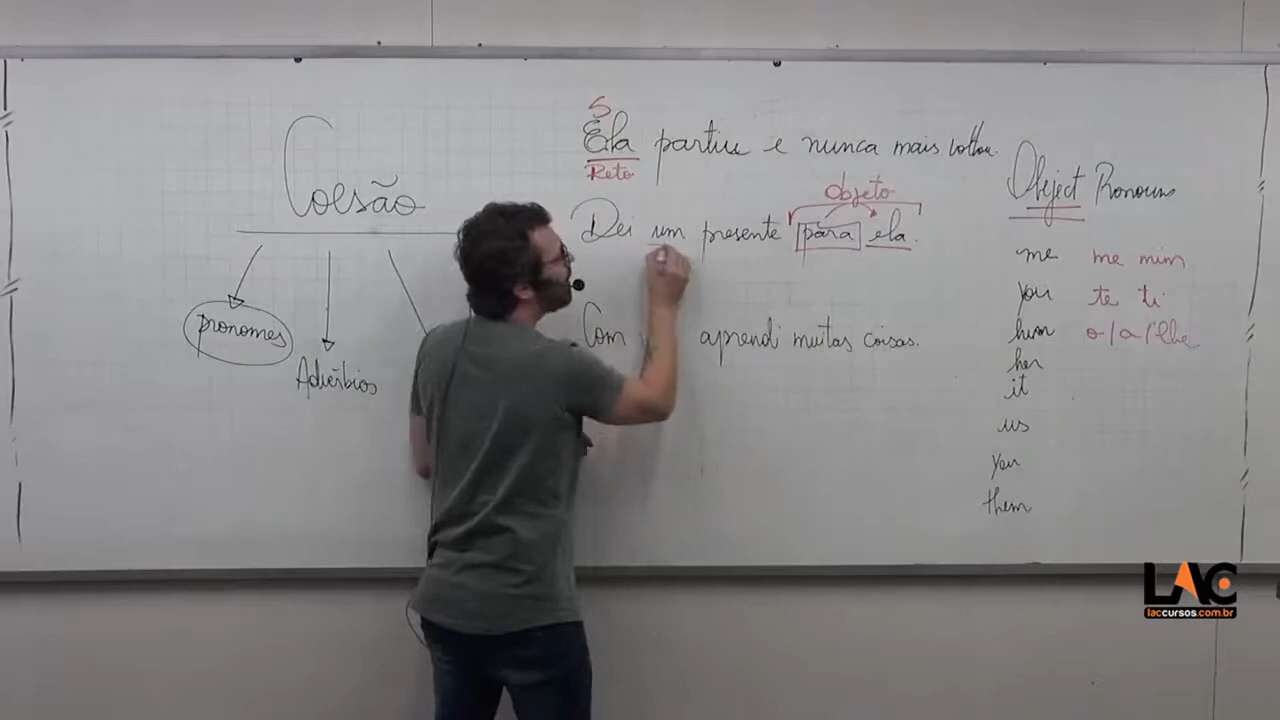 Coesão
pronomes
Advérbios
S
Ela partiu e nunca mais voltou.
Reto
objeto
Dei um presente para ela.
Com aprendi muitas coisas.
Object Pronouns
me me mim
you te ti
him o/a/lhe
her
it
us
you
them
LAC
laccursos.com.br